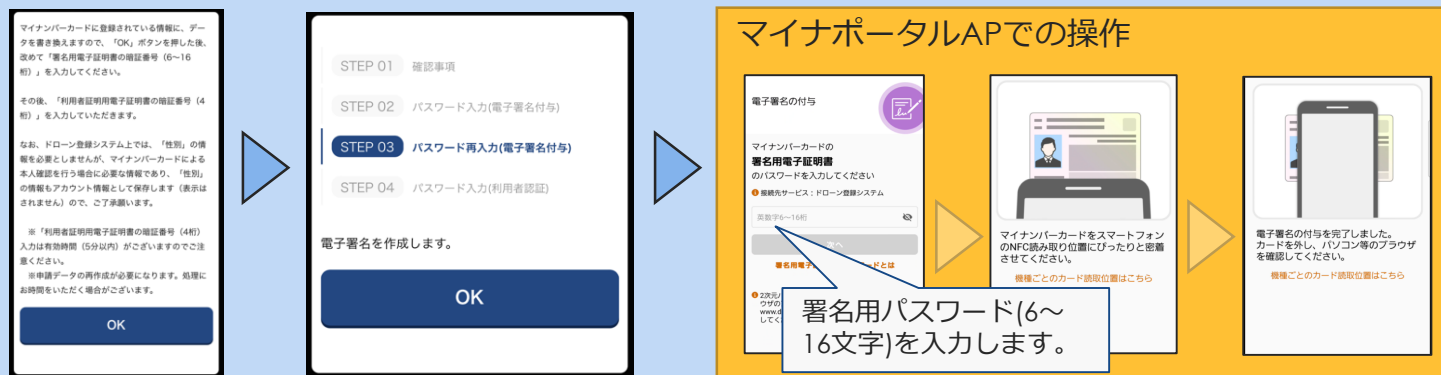 マイナンバーカードに登録されている情報に、デー
タを書き換えますので、「OK」ボタンを押した後、
改めて「署名用電子証明書の暗証番号（6～16
桁）」を入力してください。
その後、「利用者証明用電子証明書の暗証番号（4
桁）」を入力していただきます。
なお、ドローン登録システム上では、「性別」の情
報を必要としませんが、マイナンバーカードによる
本人確認を行う場合に必要な情報であり、「性別」
の情報もアカウント情報として保存します（表示は
されません）ので、ご了承願います。
※「利用者証明用電子証明書の暗証番号（4桁）
入力は有効時間（5分以内）がございますのでご注
意ください。
※申請データの再作成が必要になります。処理に
お時間をいただく場合がございます。
OK
STEP 01 確認事項
STEP 02 パスワード入力(電子署名付与)
STEP 03 パスワード再入力(電子署名付与)
STEP 04 パスワード入力(利用者認証)
電子署名を作成します。
OK
マイナポータルAPでの操作
電子署名の付与
マイナンバーカードの
署名用電子証明書
のパスワードを入力してください
接続先サービス：ドローン登録システム
英数字6～16桁
次へ
署名用電子
ードとは
2次元
ウザの
www.d
してく
署名用パスワード(6～
16文字)を入力します。
マイナンバーカードをスマートフォン
のNFC読み取り位置にぴったりと密着
させてください。
機種ごとのカード読取位置はこちら
電子署名の付与を完了しました。
カードを外し、パソコン等のブラウザ
を確認してください。
機種ごとのカード読取位置はこちら